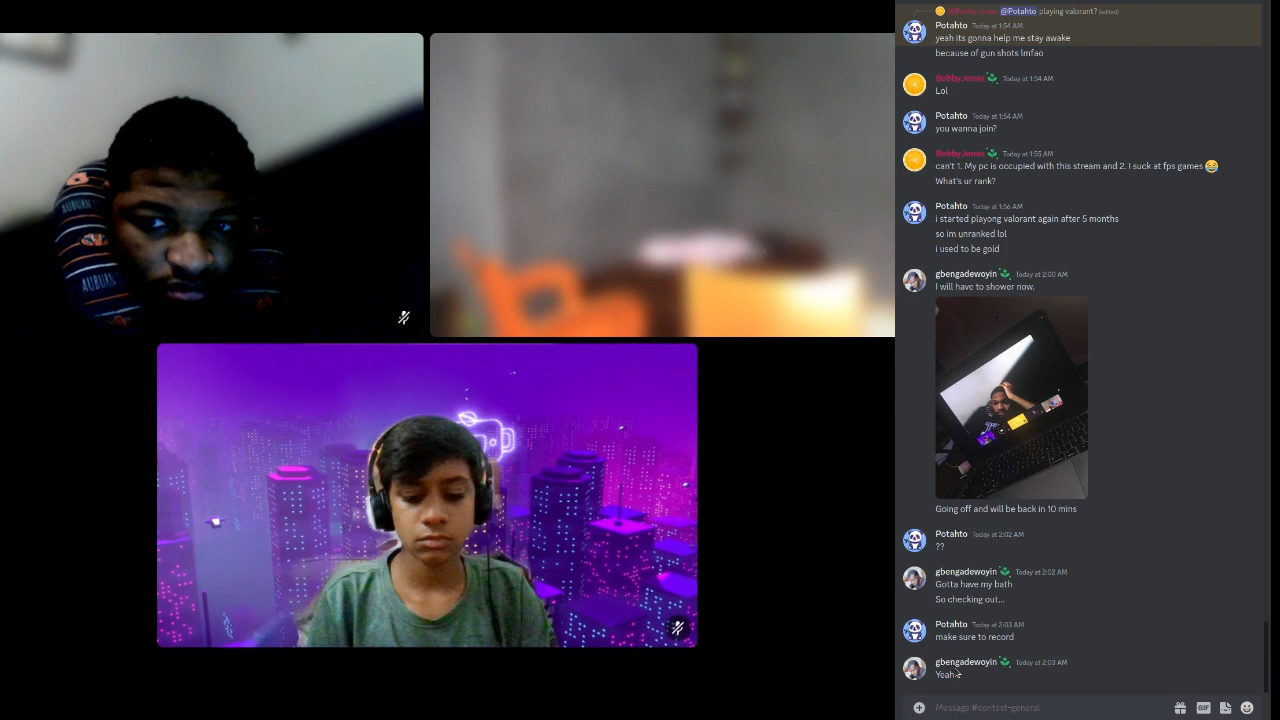 AUBURN
AUBURN
BobbyJonas @Potahto playing valorant? (edited)
Potahto Today at 1:54 AM
yeah its gonna help me stay awake
because of gun shots lmfao
BobbyJonas Today at 1:54 AM
Lol
Potahto Today at 1:54 AM
you wanna join?
BobbyJonas Today at 1:55 AM
can't 1. My pc is occupied with this stream and 2. I suck at fps games 😂
What's ur rank?
Potahto Today at 1:56 AM
i started playong valorant again after 5 months
so im unranked lol
i used to be gold
gbengadewoyin Today at 2:00 AM
I will have to shower now.
Going off and will be back in 10 mins
Potahto Today at 2:02 AM
??
gbengadewoyin Today at 2:02 AM
Gotta have my bath
So checking out...
Potahto Today at 2:03 AM
make sure to record
gbengadewoyin Today at 2:03 AM
Yeah
Message #contest-general
GIF